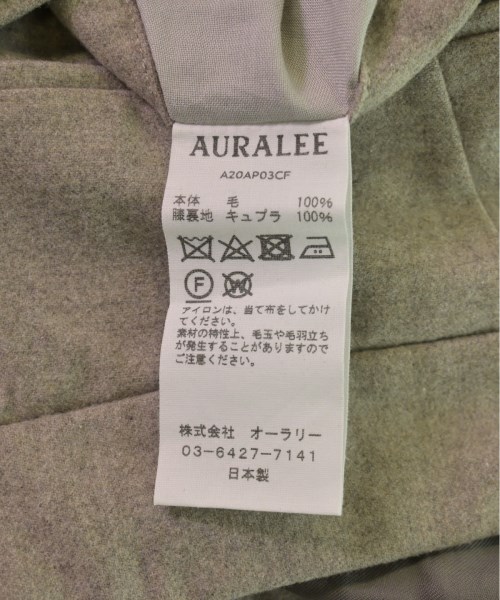 AURALEE
A20AP03CF
本体 毛 100%
膝裏地 キュプラ 100%
F W
アイロンは、当て布をしてかけ
てください。
素材の特性上、毛玉や毛羽立ち
が発生することがありますので
ご注意ください。
株式会社 オーラリー
03-6427-7141
日本製